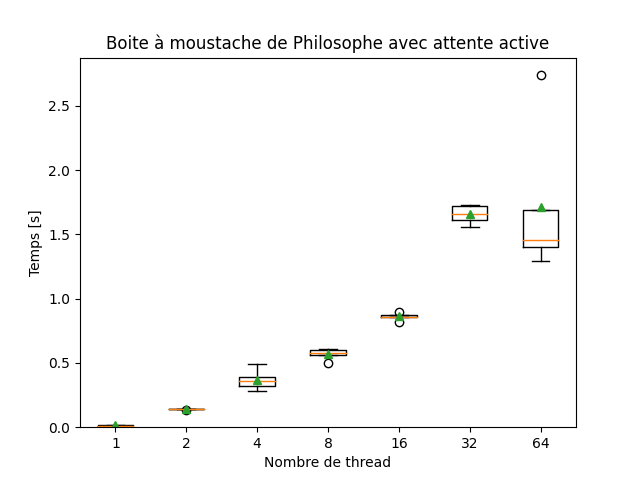 Boite à moustache de Philosophe avec attente active
2.5
2.0
1.5
1.0
0.5
0.0
Temps [s]
1 2 4 8 16 32 64
Nombre de thread